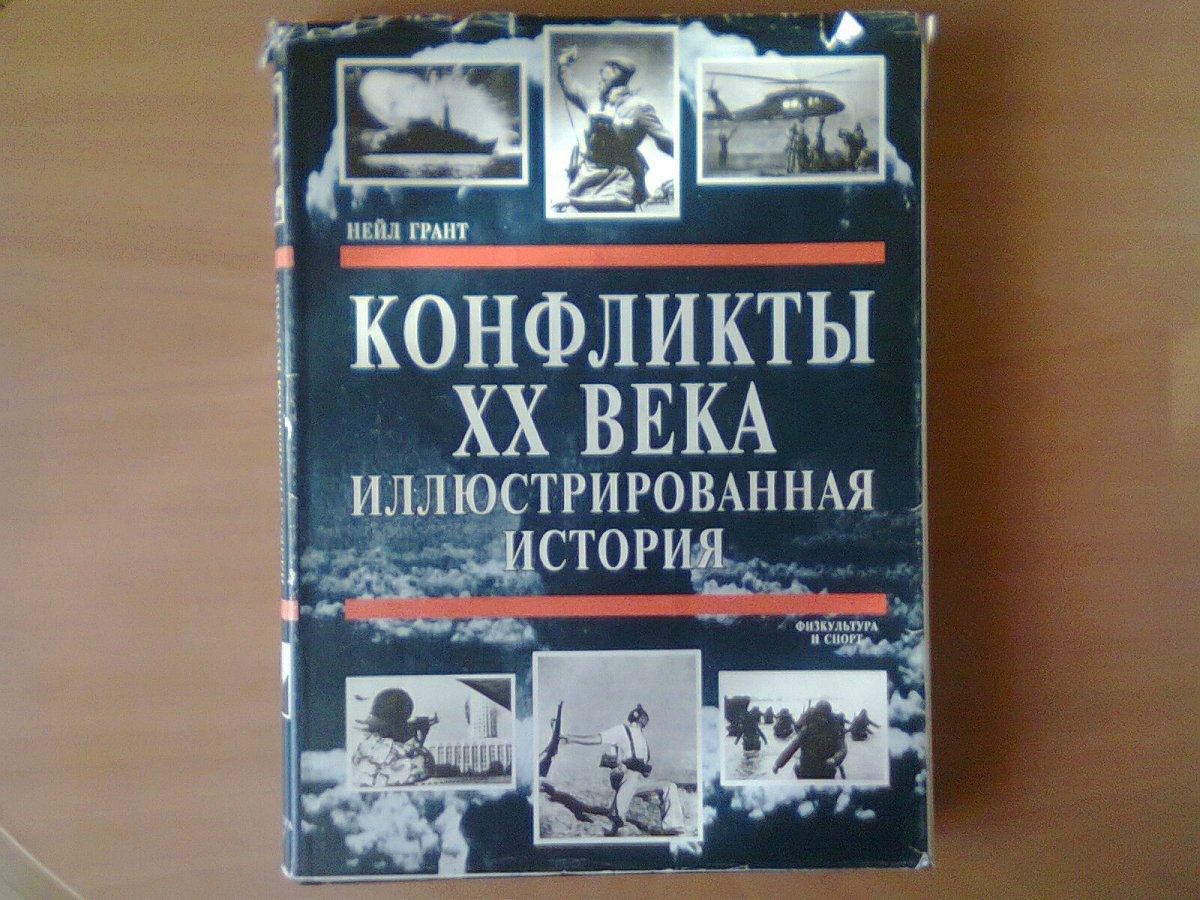 НЕЙЛ ГРАНТ
КОНФЛИКТЫ
XX ВЕКА
ИЛЛЮСТРИРОВАННАЯ
ИСТОРИЯ
ФИЗКУЛЬТУРА
И СПОРТ